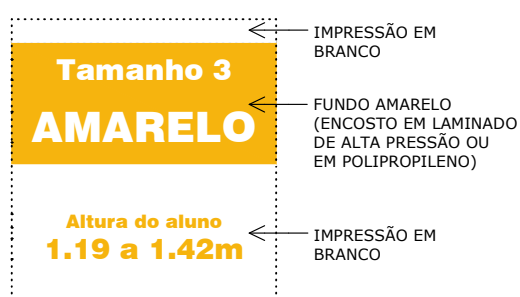 IMPRESSÃO EM
BRANCO
Tamanho 3
AMARELO
FUNDO AMARELO
(ENCOSTO EM LAMINADO
DE ALTA PRESSÃO OU
EM POLIPROPILENO)
Altura do aluno
1.19 a 1.42m
IMPRESSÃO EM
BRANCO